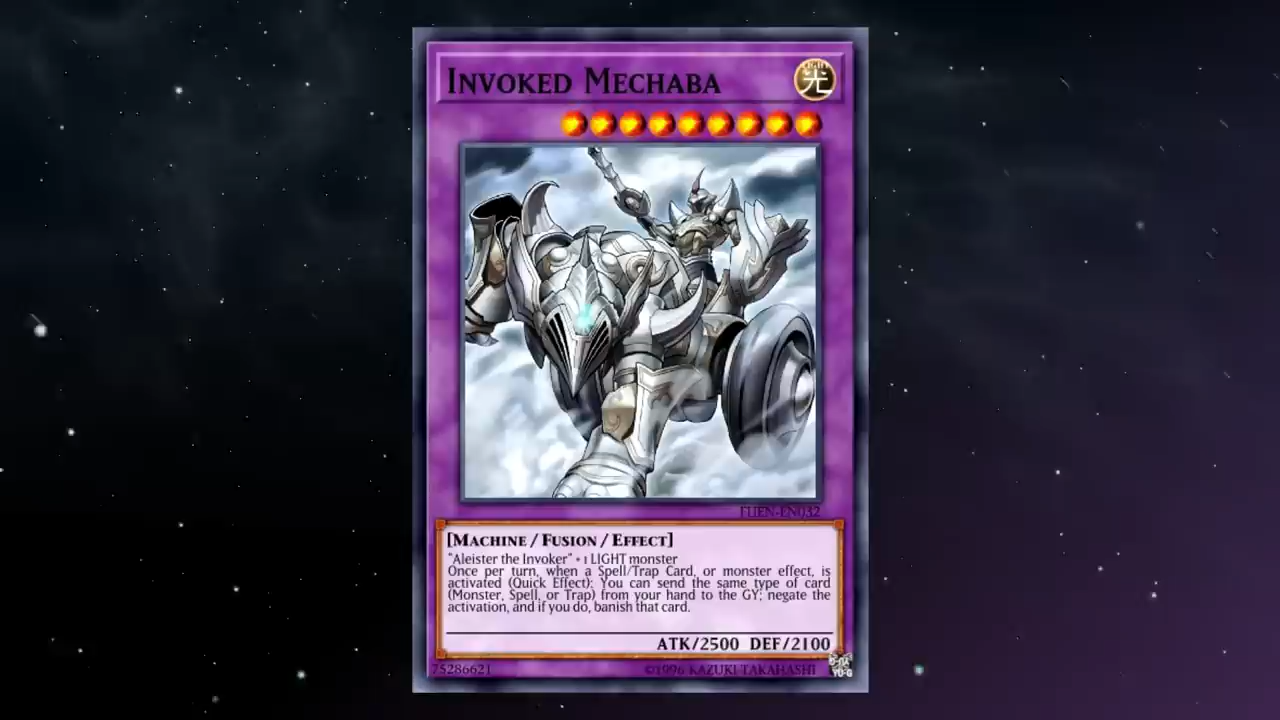 INVOKED MECHABA
LIGHT
光
FUEN-EN032
[MACHINE / FUSION / EFFECT]
"Aleister the Invoker" + 1 LIGHT monster
Once per turn, when a Spell/Trap Card, or monster effect, is
activated (Quick Effect): You can send the same type of card
(Monster, Spell, or Trap) from your hand to the GY; negate the
activation, and if you do, banish that card.
ATK/2500 DEF/2100
75286621
©1996 KAZUKI TAKAHASHI